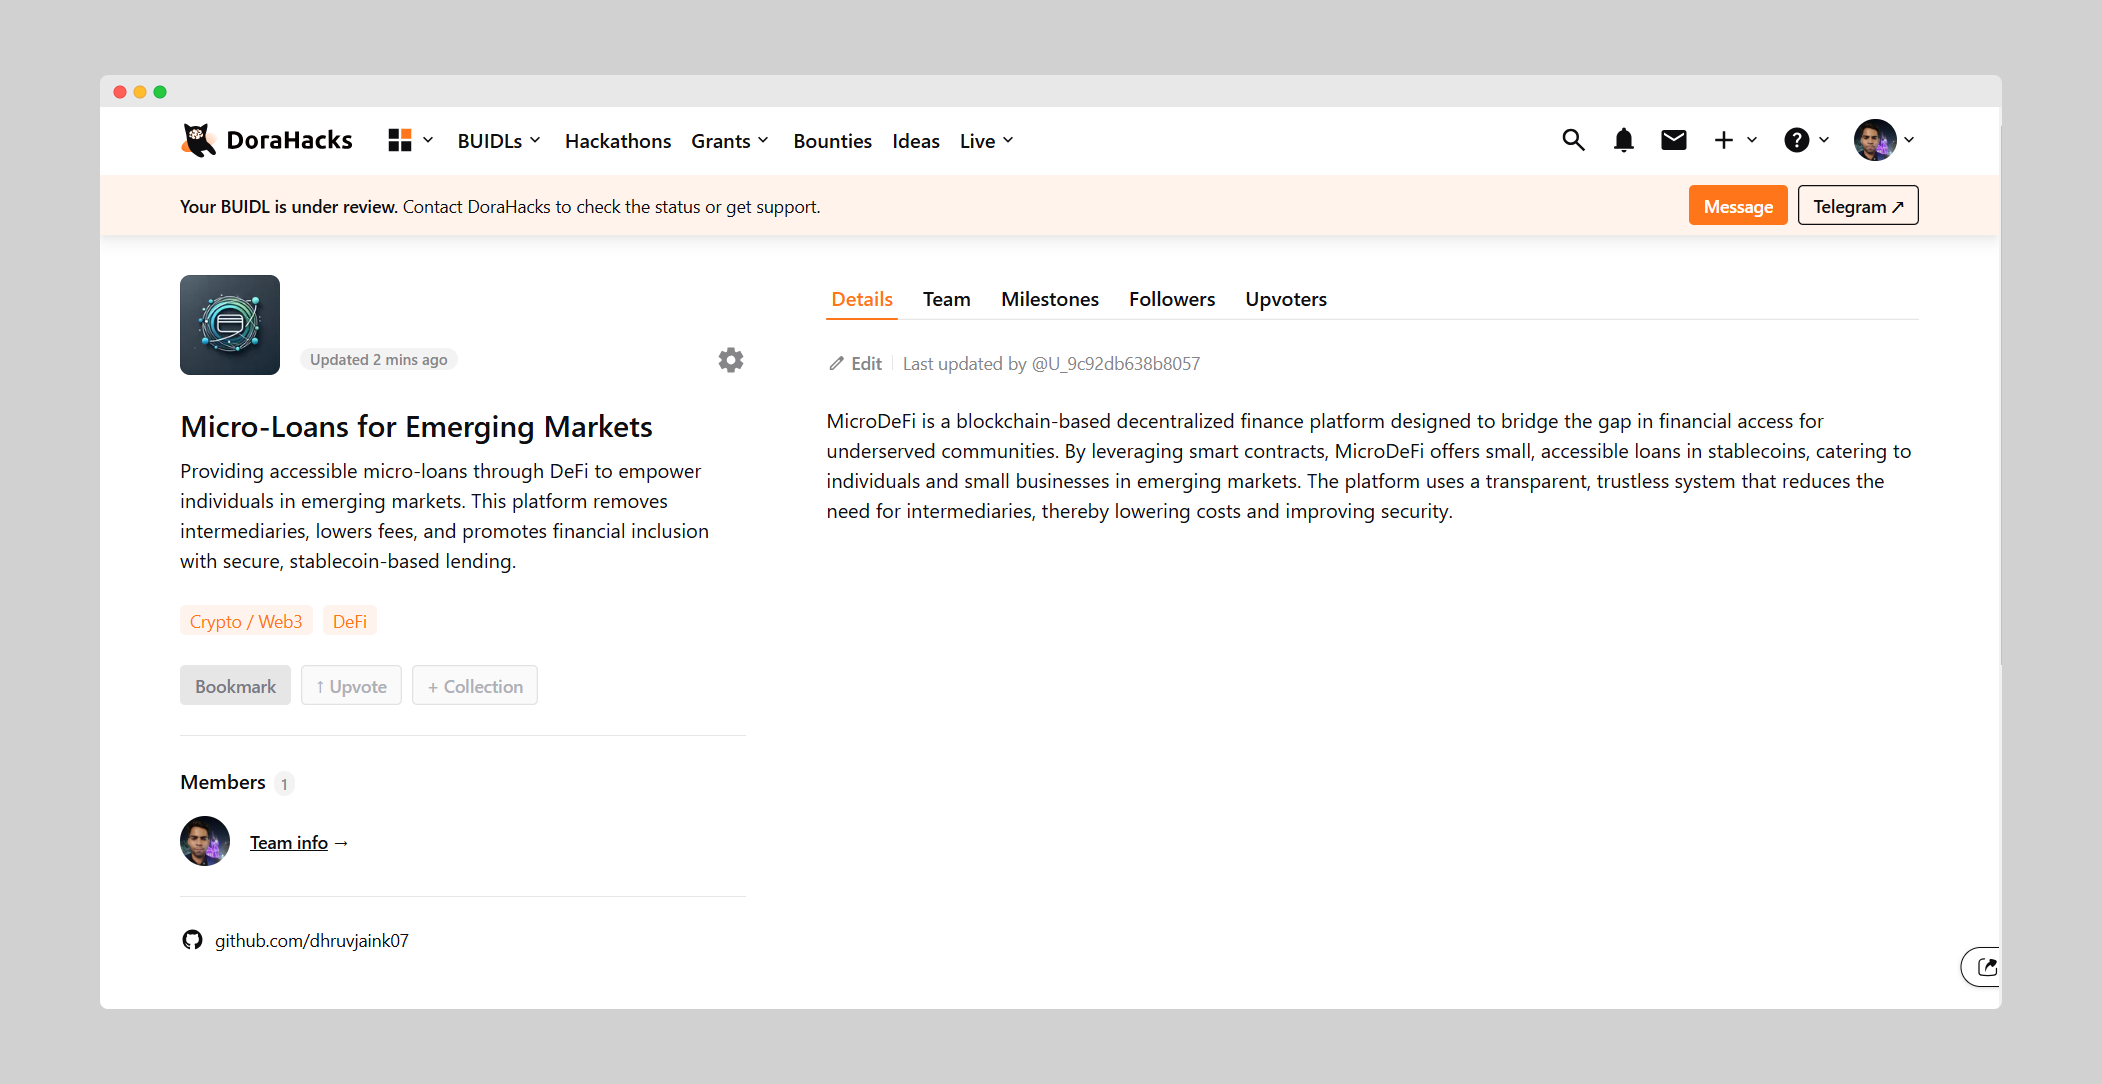 DoraHacks BUIDLs Hackathons Grants Bounties Ideas Live
Your BUIDL is under review. Contact DoraHacks to check the status or get support. Message Telegram ↗
Updated 2 mins ago
Micro-Loans for Emerging Markets
Providing accessible micro-loans through DeFi to empower
individuals in emerging markets. This platform removes
intermediaries, lowers fees, and promotes financial inclusion
with secure, stablecoin-based lending.
Crypto / Web3 DeFi
Bookmark ↑ Upvote + Collection
Members 1
Team info →
github.com/dhruvjaink07
Details Team Milestones Followers Upvoters
Edit Last updated by @U_9c92db638b8057
MicroDeFi is a blockchain-based decentralized finance platform designed to bridge the gap in financial access for
underserved communities. By leveraging smart contracts, MicroDeFi offers small, accessible loans in stablecoins, catering to
individuals and small businesses in emerging markets. The platform uses a transparent, trustless system that reduces the
need for intermediaries, thereby lowering costs and improving security.